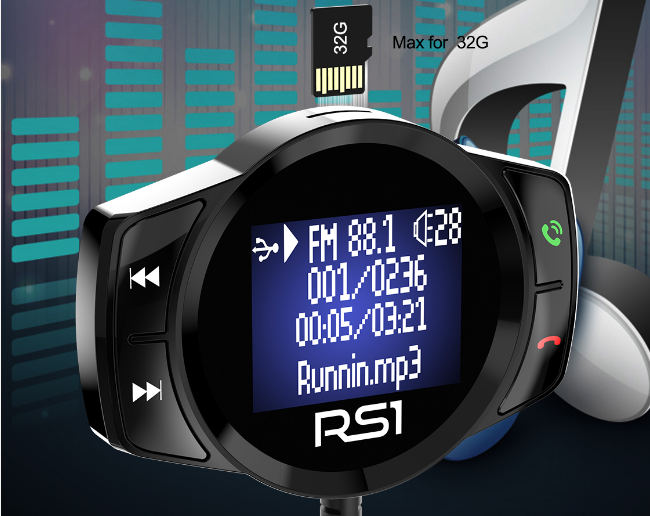 32G
Max for 32G
FM 88.1 28
001/0236
00:05/03:21
Runnin.mp3
RS1